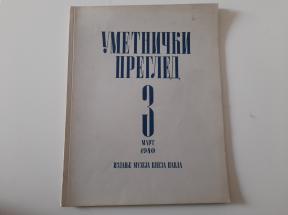 УМЕТНИЧКИ
ПРЕГЛЕД
3
МАРТ
1940
ИЗДАЊЕ МУЗЕЈА КНЕЗА ПАВЛА